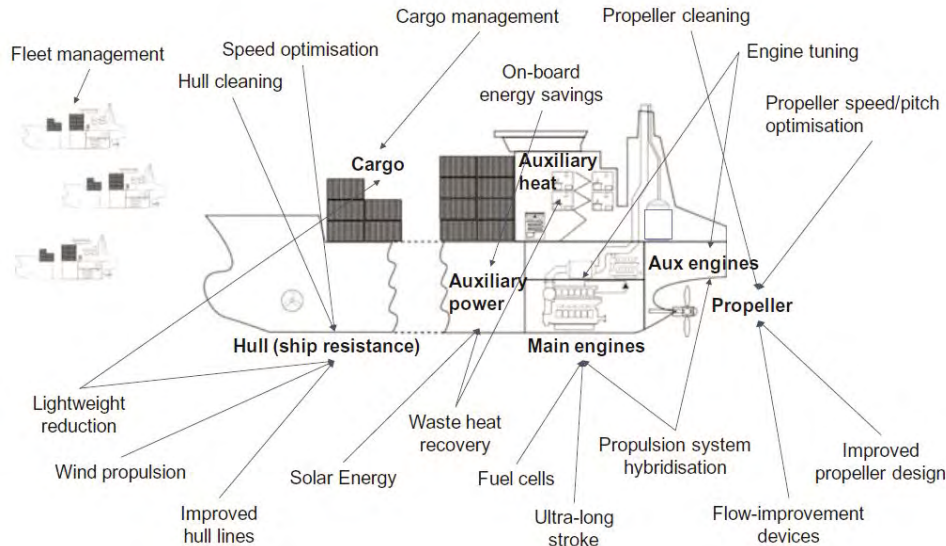 Cargo management
Propeller cleaning
Fleet management
Speed optimisation
Engine tuning
Hull cleaning
On-board
energy savings
Propeller speed/pitch
optimisation
Cargo
Auxiliary
heat
Auxiliary
power
Aux engines
Propeller
Hull (ship resistance)
Main engines
Lightweight
reduction
Waste heat
recovery
Wind propulsion
Solar Energy
Fuel cells
Propulsion system
hybridisation
Improved
propeller design
Improved
hull lines
Ultra-long
stroke
Flow-improvement
devices